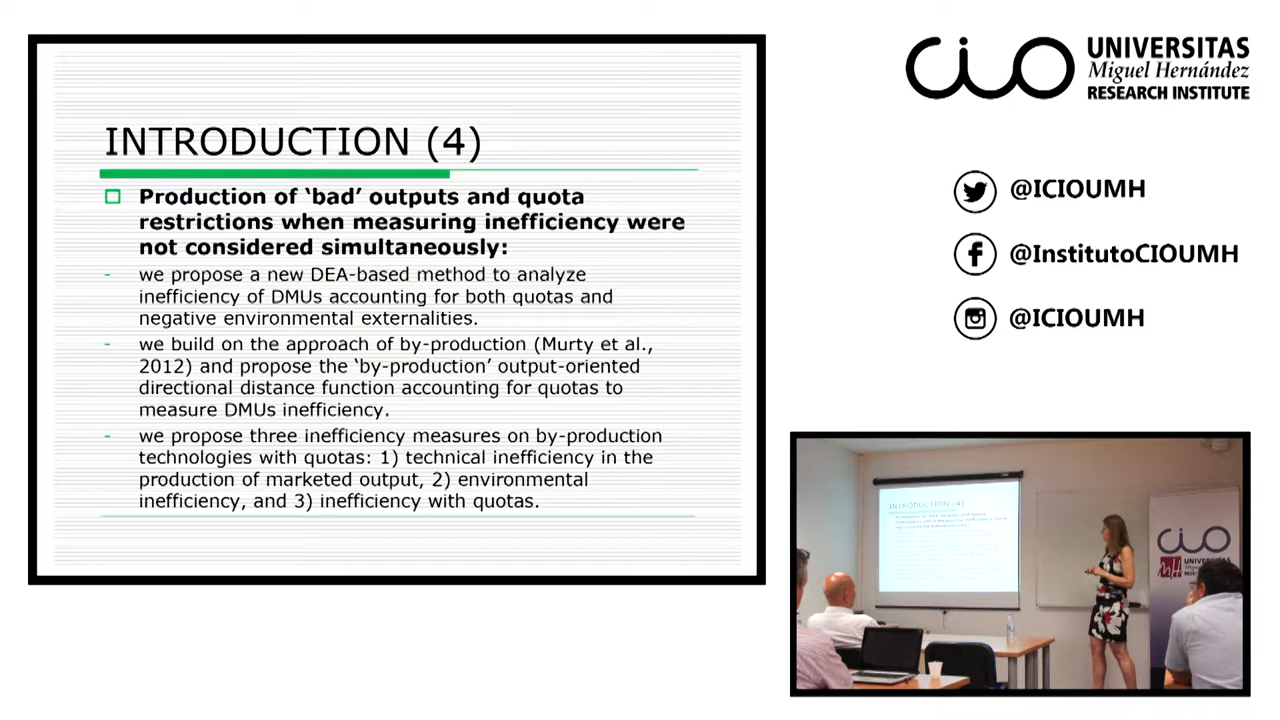 INTRODUCTION (4)
Production of ‘bad’ outputs and quota
restrictions when measuring inefficiency were
not considered simultaneously:
- we propose a new DEA-based method to analyze
inefficiency of DMUs accounting for both quotas and
negative environmental externalities.
- we build on the approach of by-production (Murty et al.,
2012) and propose the ‘by-production’ output-oriented
directional distance function accounting for quotas to
measure DMUs inefficiency.
- we propose three inefficiency measures on by-production
technologies with quotas: 1) technical inefficiency in the
production of marketed output, 2) environmental
inefficiency, and 3) inefficiency with quotas.
cio
UNIVERSITAS
Miguel Hernández
RESEARCH INSTITUTE
@ICIOUMH
@InstitutoCIOUMH
@ICIOUMH
INTRODUCTION (4)
cio
UNIVERSITAS